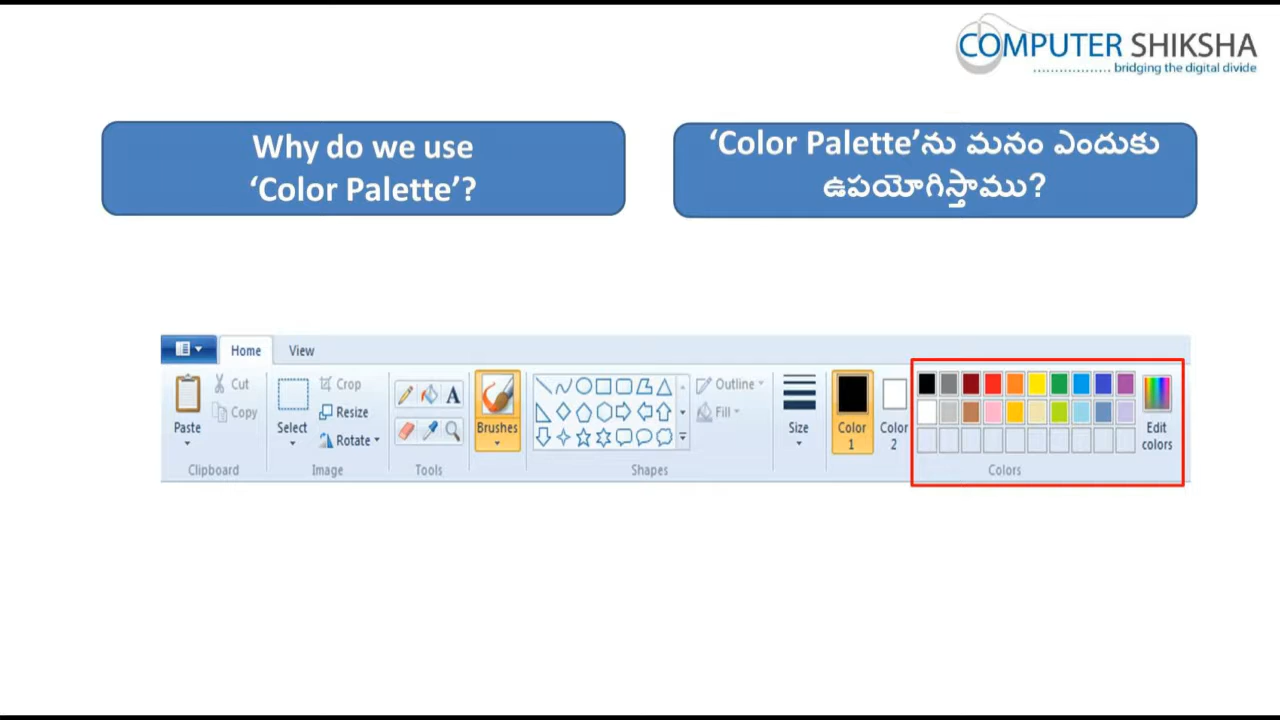 COMPUTER SHIKSHA
bridging the digital divide
Why do we use
‘Color Palette’?
‘Color Palette’ను మనం ఎందుకు
ఉపయోగిస్తాము?
Home View
Cut
Copy
Paste
Clipboard
Crop
Resize
Rotate
Select
Image
A
Tools
Brushes
Shapes
Outline
Fill
Size
Color
1
Color
2
Edit
colors
Colors